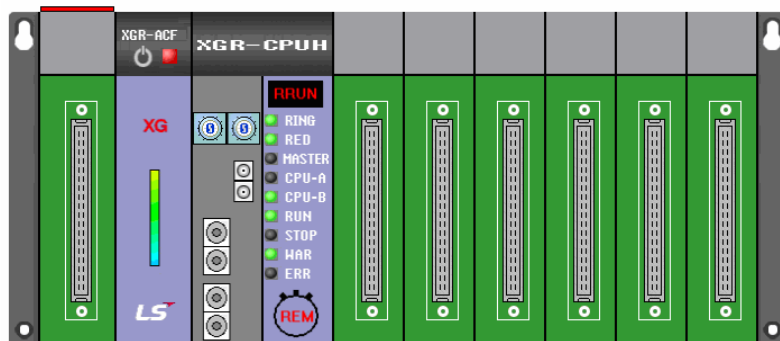 XGR-ACF
XGR-CPUH
XG
RRUN
0 0
RING
RED
MASTER
CPU-A
CPU-B
RUN
STOP
WAR
ERR
LS
REM